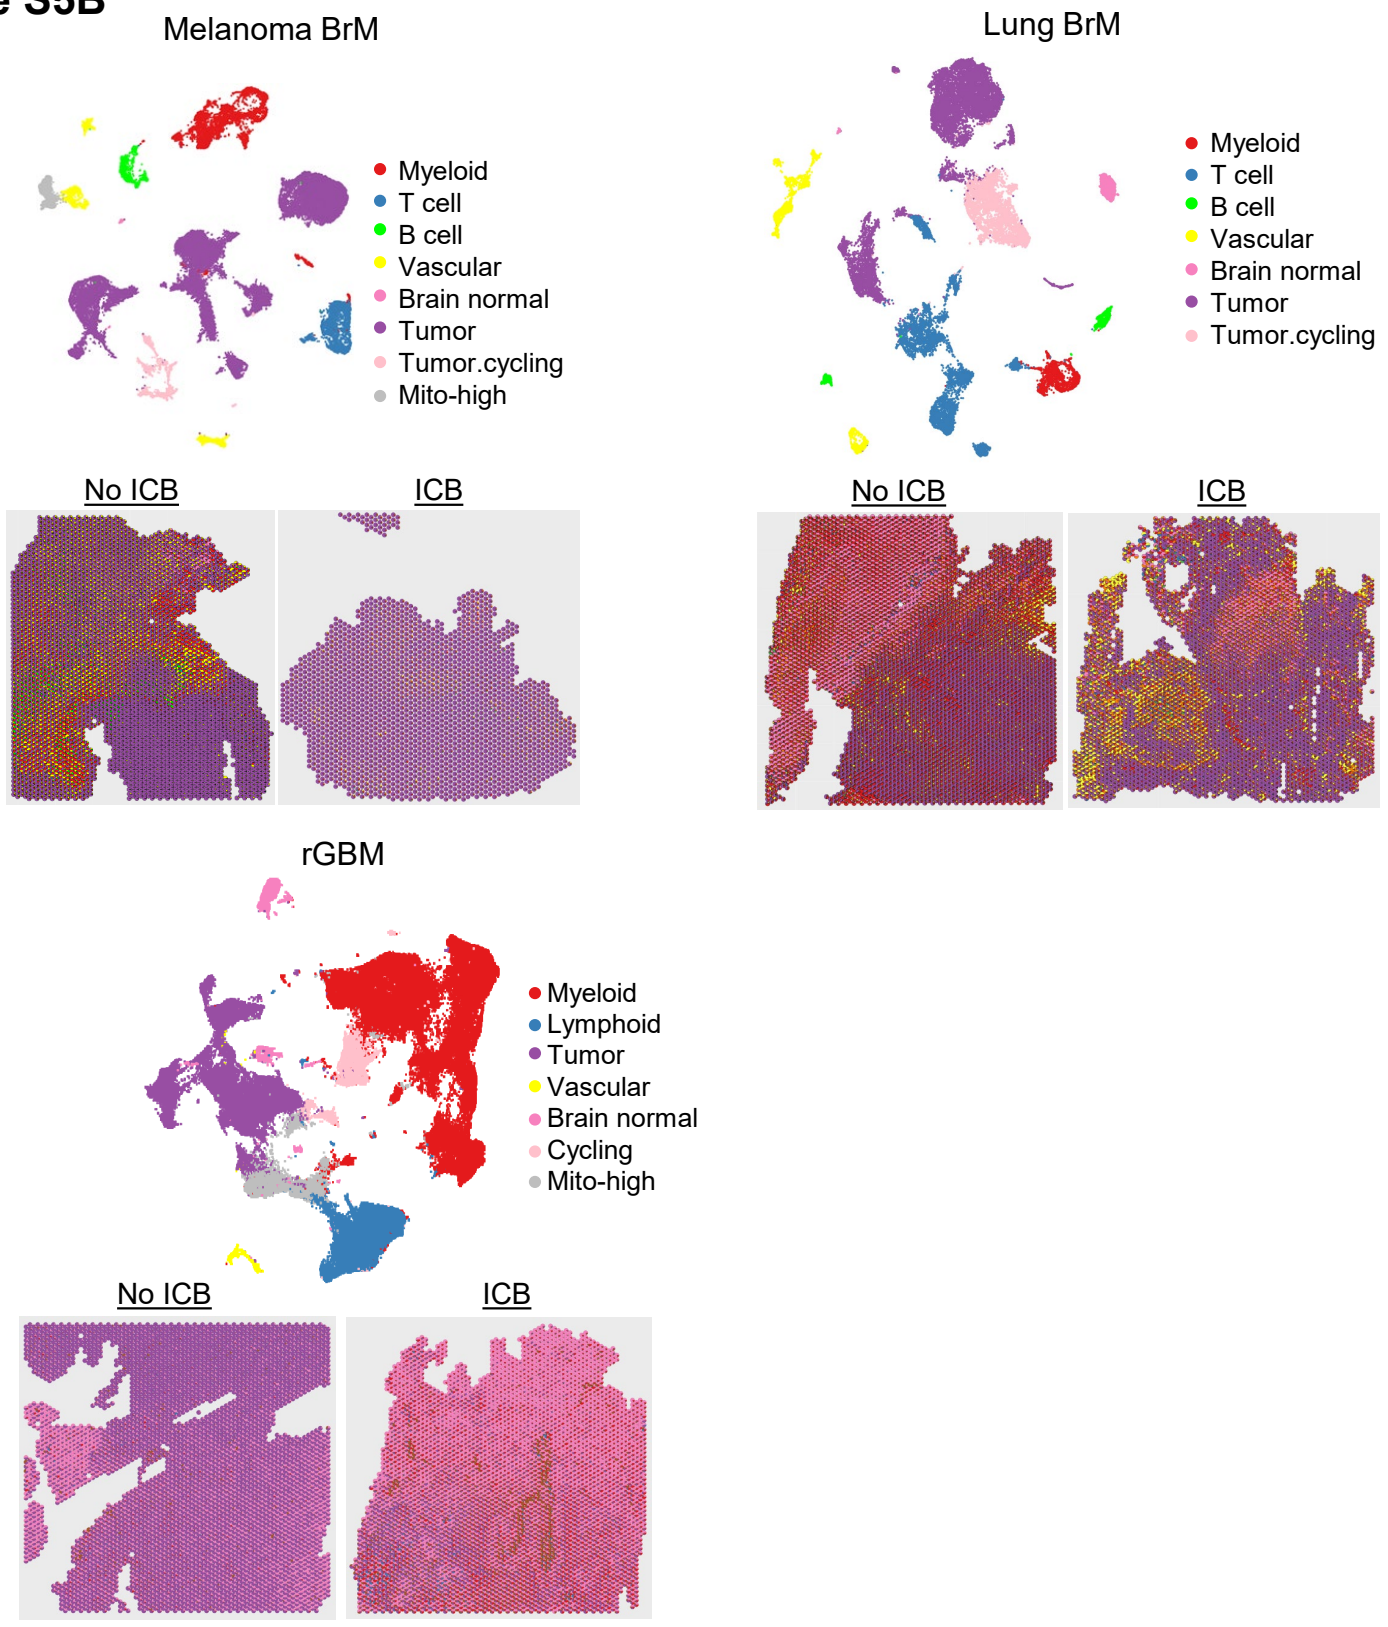 e S5B
Melanoma BrM
Myeloid
T cell
B cell
Vascular
Brain normal
Tumor
Tumor.cycling
Mito-high
No ICB
ICB
Lung BrM
Myeloid
T cell
B cell
Vascular
Brain normal
Tumor
Tumor.cycling
No ICB
ICB
rGBM
Myeloid
Lymphoid
Tumor
Vascular
Brain normal
Cycling
Mito-high
No ICB
ICB